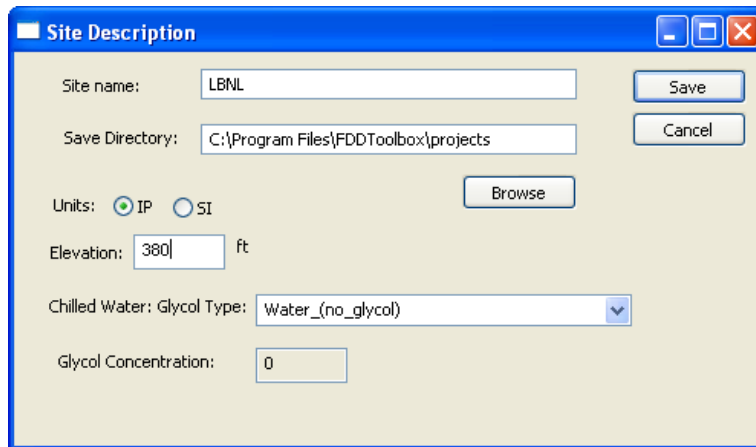 Site Description
Site name: LBNL Save
Save Directory: C:\Program Files\FDDToolbox\projects Cancel
Browse
Units: IP SI
Elevation: 380 ft
Chilled Water: Glycol Type: Water_(no_glycol)
Glycol Concentration: 0